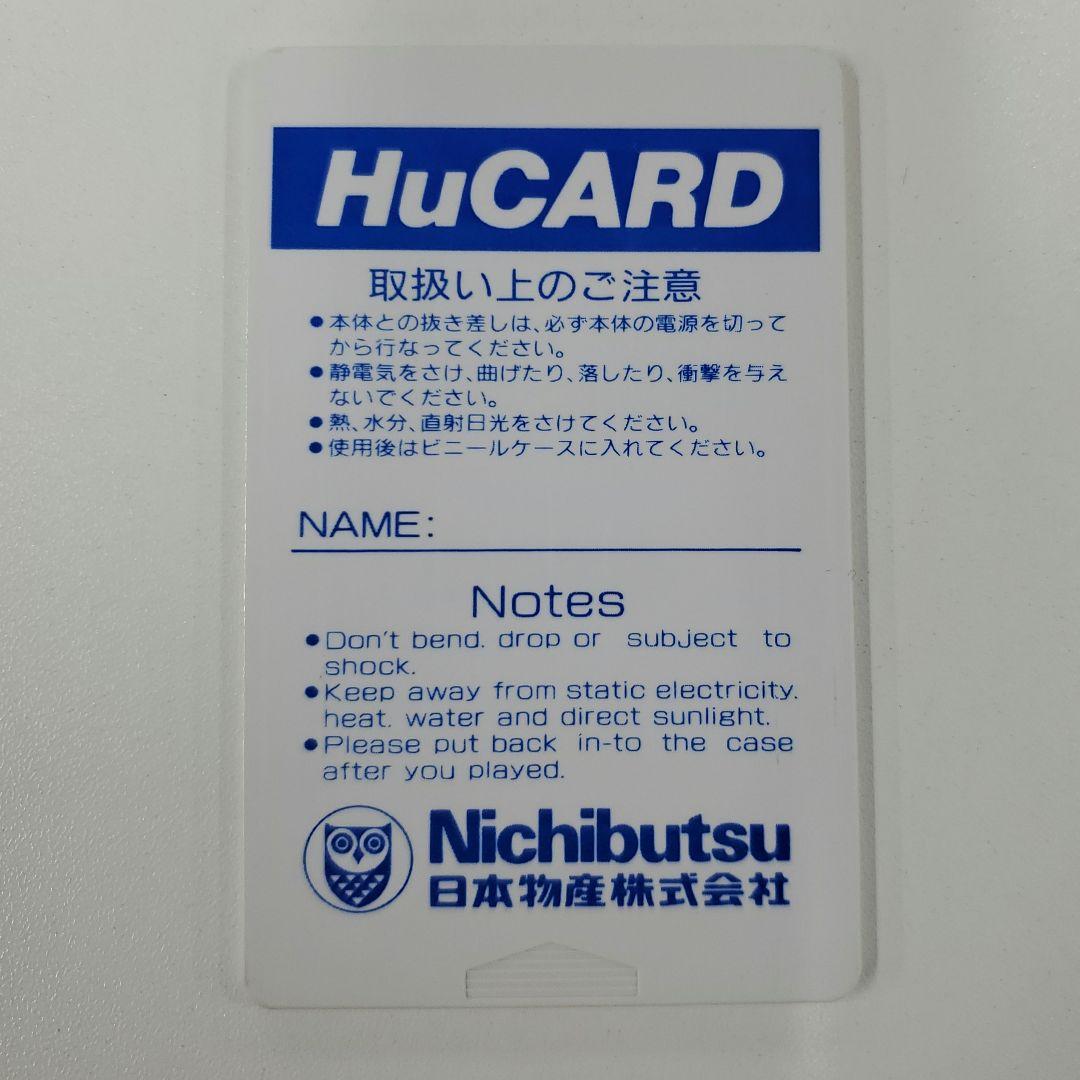 HuCARD
取扱い上のご注意
●本体との抜き差しは、必ず本体の電源を切って
から行なってください。
●静電気をさけ、曲げたり、落したり、衝撃を与え
ないでください。
●熱、水分、直射日光をさけてください。
●使用後はビニールケースに入れてください。
NAME:
Notes
●Don't bend. drop or subject to
shock.
●Keep away from static electricity.
heat. water and direct sunlight.
●Please put back in-to the case
after you played.
Nichibutsu
日本物産株式会社